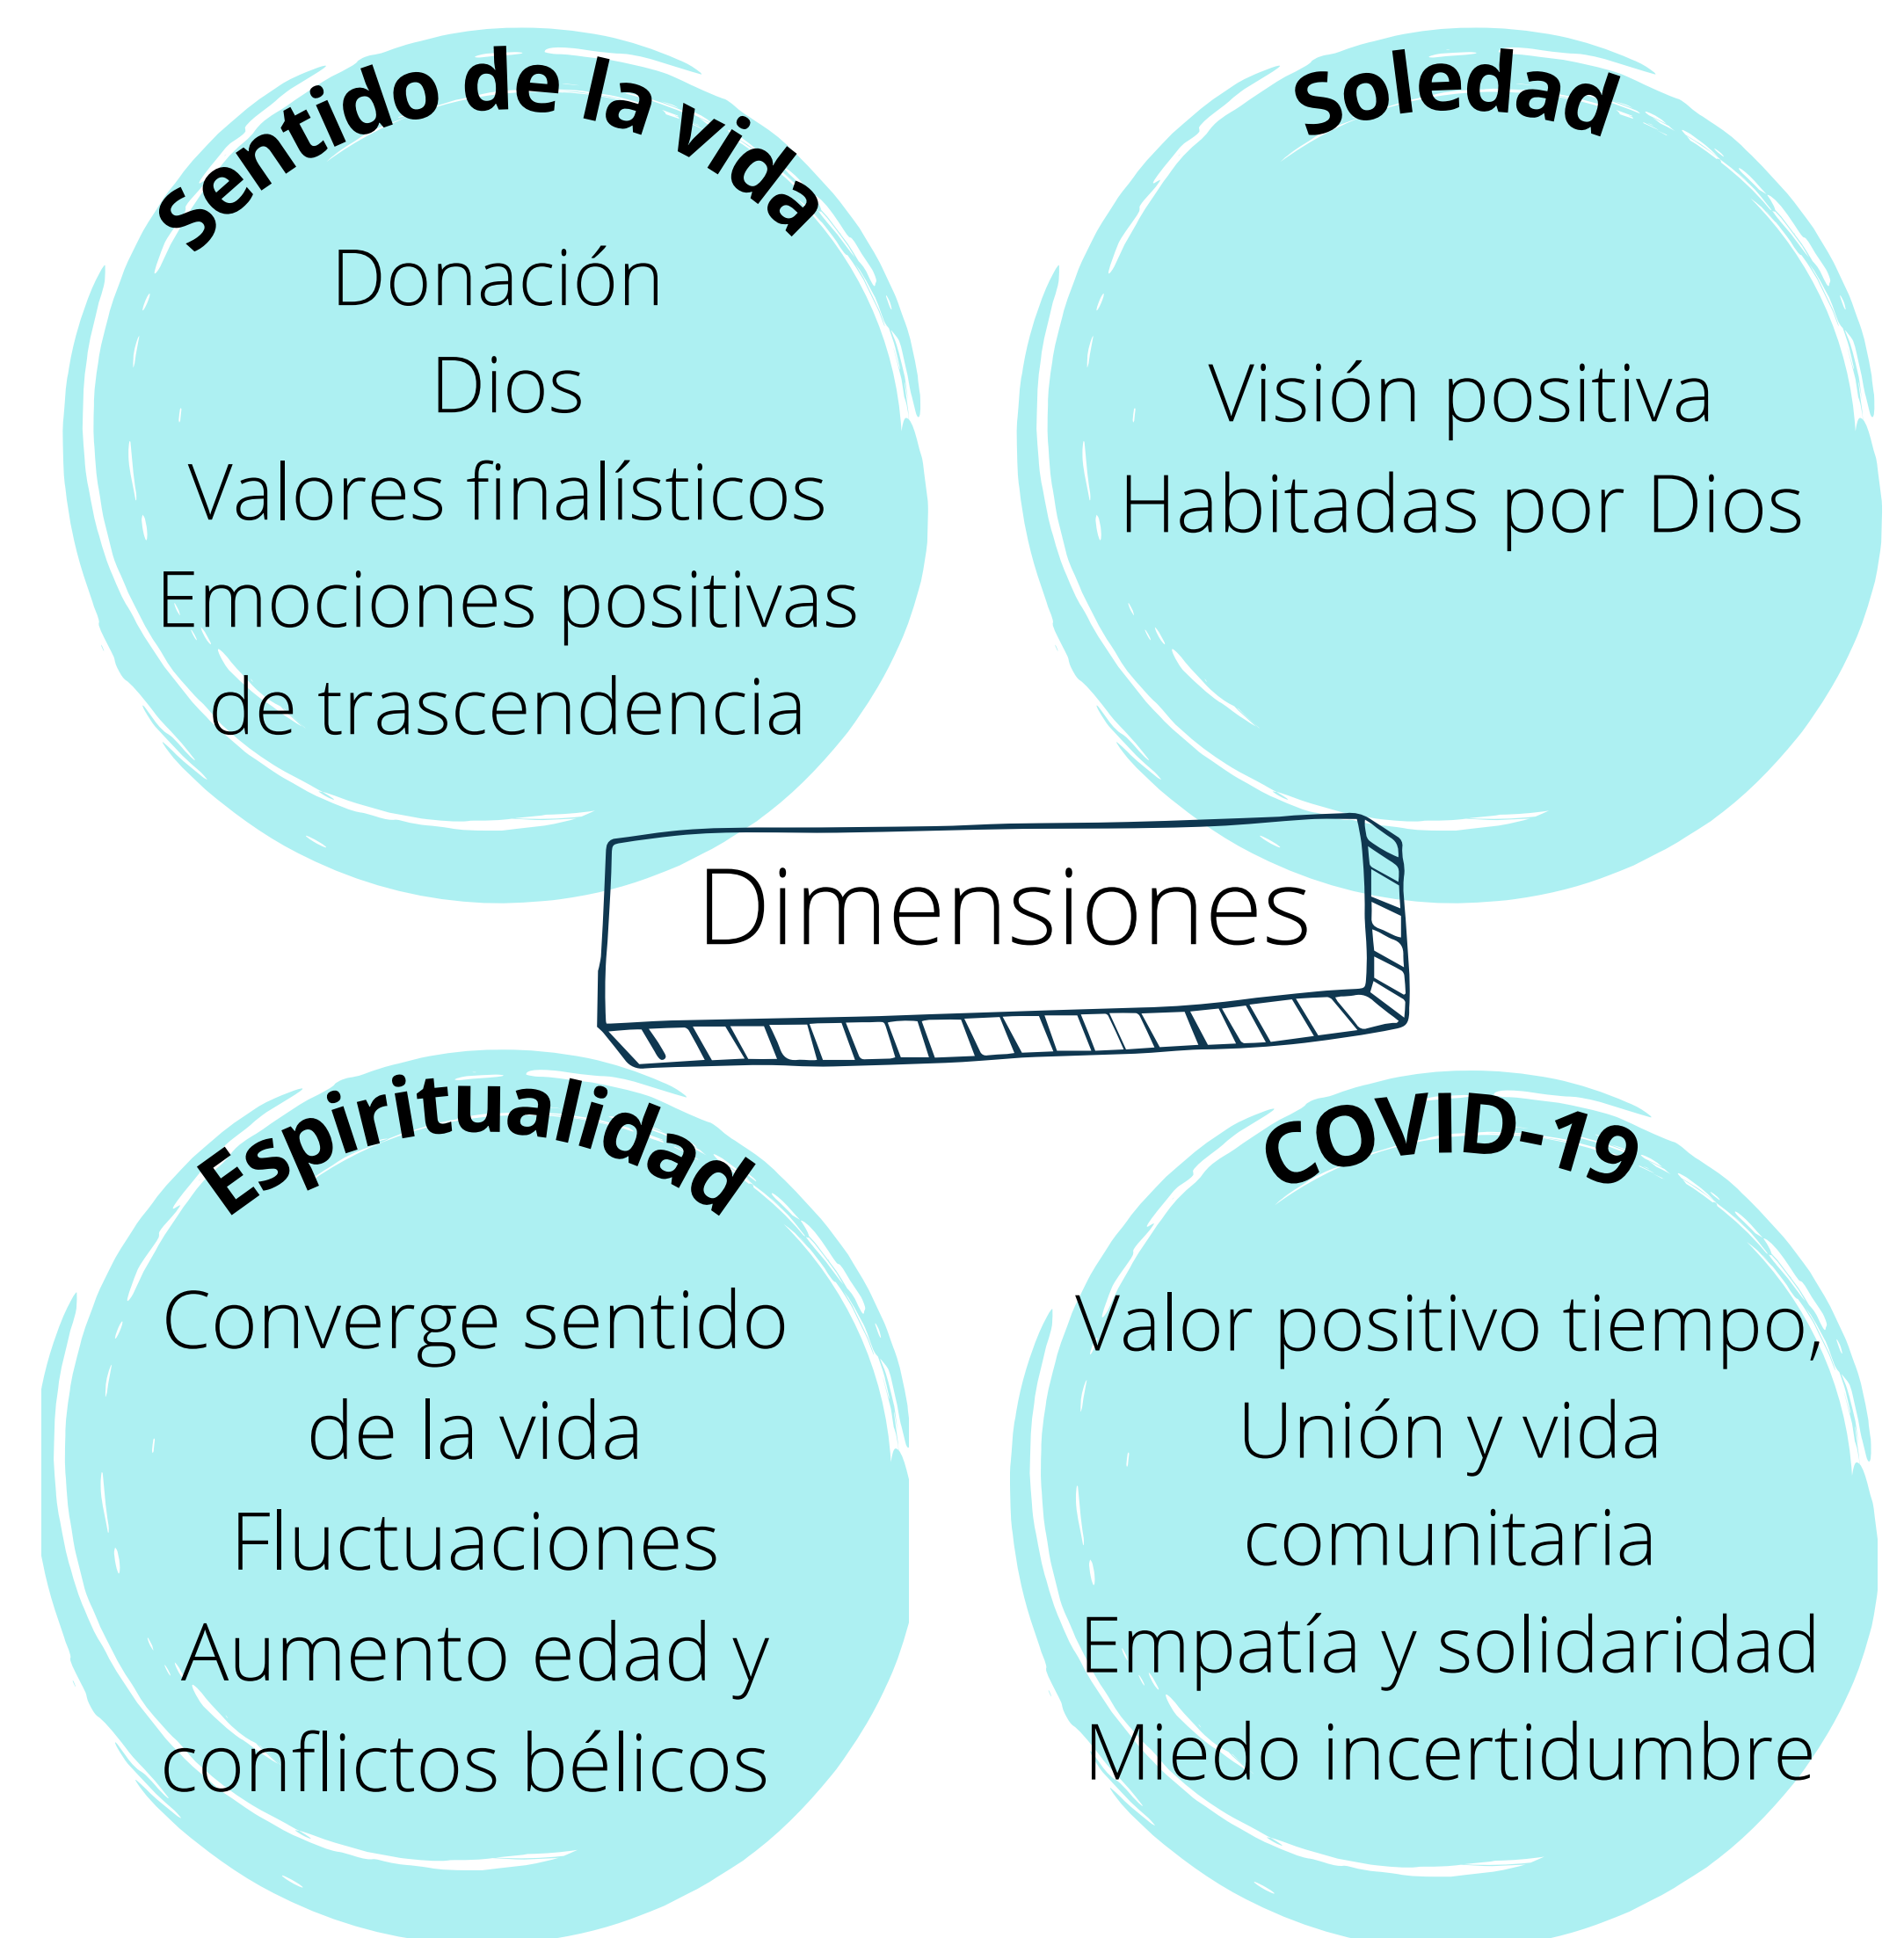 Sentido de la vida
Donación
Dios
Valores finalísticos
Emociones positivas
de trascendencia
Soledad
Visión positiva
Habitadas por Dios
Dimensiones
Espiritualidad
Converge sentido
de la vida
Fluctuaciones
Aumento edad y
conflictos bélicos
COVID-19
Valor positivo tiempo,
Unión y vida
comunitaria
Empatía y solidaridad
Miedo incertidumbre